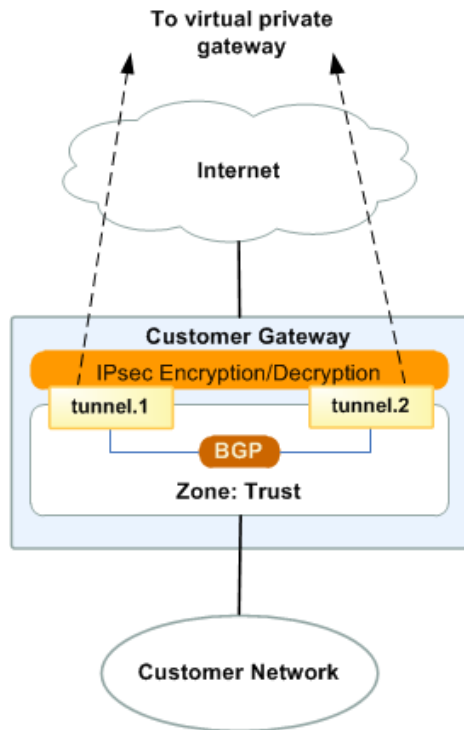 To virtual private
gateway
Internet
Customer Gateway
IPsec Encryption/Decryption
tunnel.1
tunnel.2
BGP
Zone: Trust
Customer Network